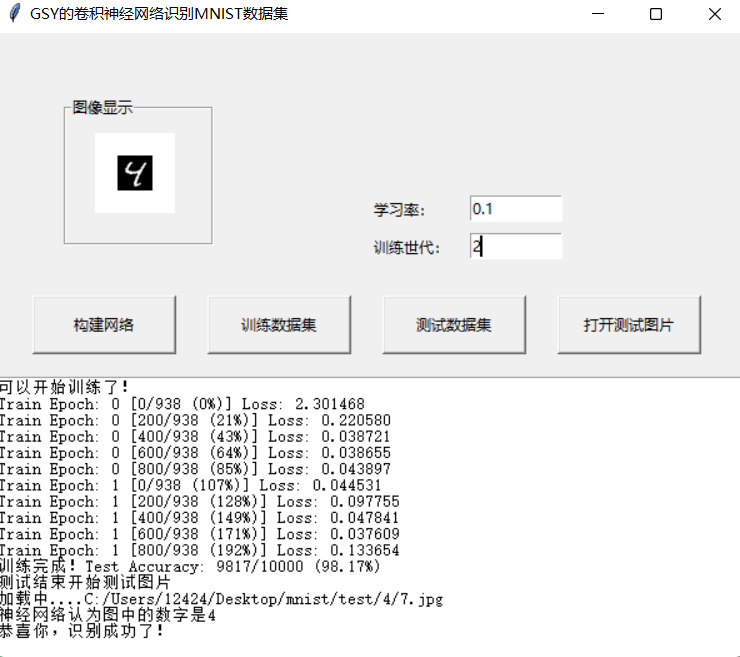 GSY的卷积神经网络识别MNIST数据集
图像显示
4
学习率：
0.1
训练世代：
2
构建网络
训练数据集
测试数据集
打开测试图片
可以开始训练了！
Train Epoch: 0 [0/938 (0%)] Loss: 2.301468
Train Epoch: 0 [200/938 (21%)] Loss: 0.220580
Train Epoch: 0 [400/938 (43%)] Loss: 0.038721
Train Epoch: 0 [600/938 (64%)] Loss: 0.038655
Train Epoch: 0 [800/938 (85%)] Loss: 0.043897
Train Epoch: 1 [0/938 (107%)] Loss: 0.044531
Train Epoch: 1 [200/938 (128%)] Loss: 0.097755
Train Epoch: 1 [400/938 (149%)] Loss: 0.047841
Train Epoch: 1 [600/938 (171%)] Loss: 0.037609
Train Epoch: 1 [800/938 (192%)] Loss: 0.133654
训练完成！Test Accuracy: 9817/10000 (98.17%)
测试结束开始测试图片
加载中....C:/Users/12424/Desktop/mnist/test/4/7.jpg
神经网络认为图中的数字是4
恭喜你，识别成功了！